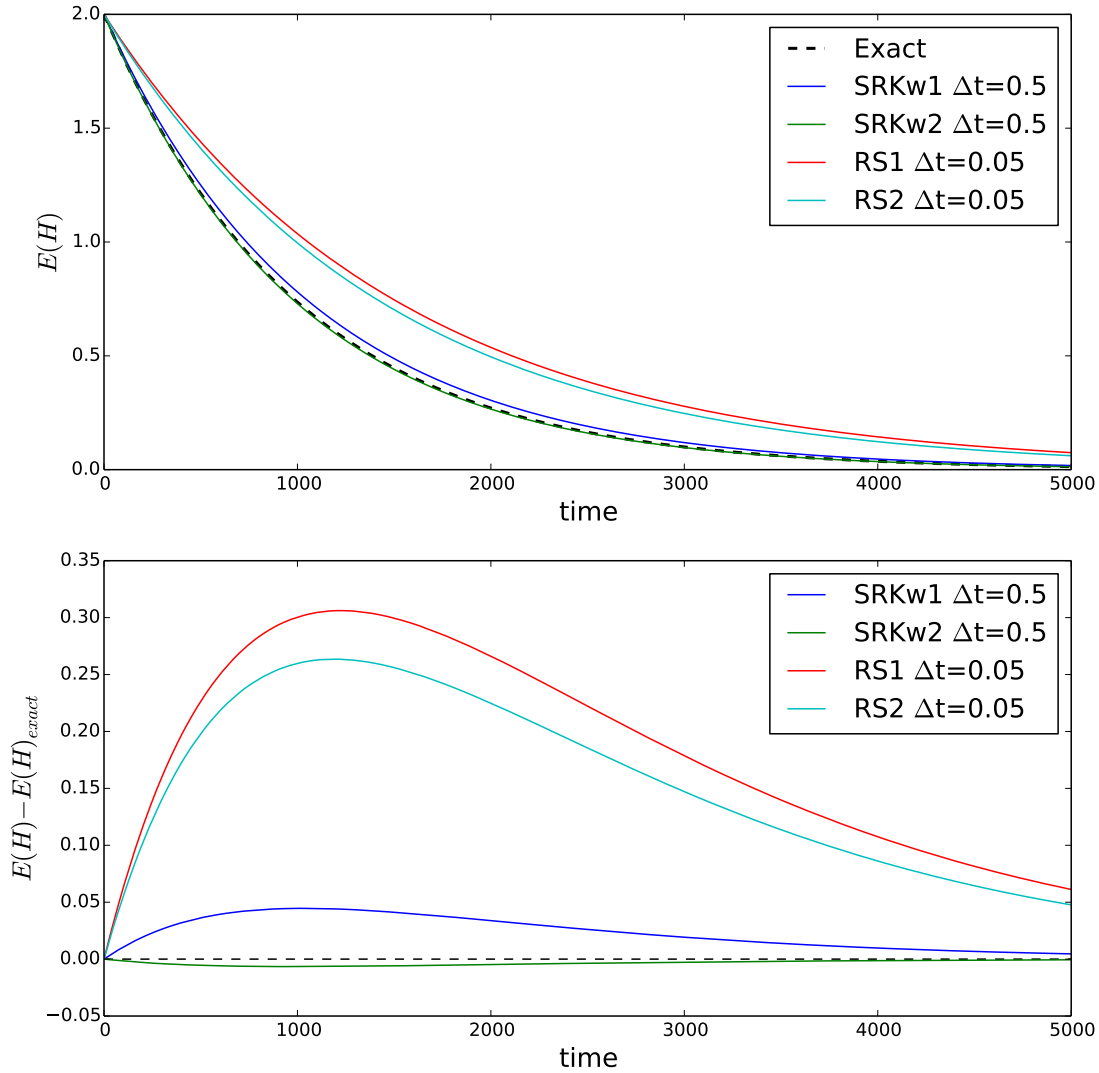 2.0
1.5
1.0
0.5
0.0
E(H)
0
1000
2000
3000
4000
5000
time
Exact
SRKw1 Δt=0.5
SRKw2 Δt=0.5
RS1 Δt=0.05
RS2 Δt=0.05
0.35
0.30
0.25
0.20
0.15
0.10
0.05
0.00
−0.05
E(H)−E(H)exact
0
1000
2000
3000
4000
5000
time
SRKw1 Δt=0.5
SRKw2 Δt=0.5
RS1 Δt=0.05
RS2 Δt=0.05